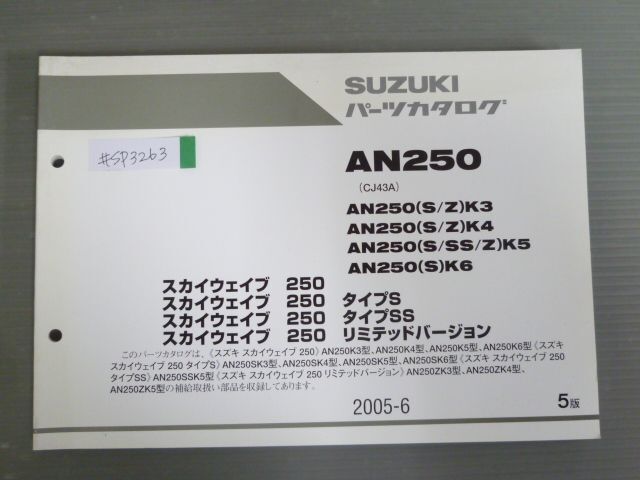 SUZUKI
パーツカタログ
#SP3263
AN250
(CJ43A)
AN250(S/Z)K3
AN250(S/Z)K4
AN250(S/SS/Z)K5
AN250(S)K6
スカイウェイブ 250
スカイウェイブ 250 タイプS
スカイウェイブ 250 タイプSS
スカイウェイブ 250 リミテッドバージョン
このパーツカタログは、《スズキ スカイウェイブ 250》AN250K3型、AN250K4型、AN250K5型、AN250K6型《スズキ
スカイウェイブ 250 タイプS》AN250SK3型、AN250SK4型、AN250SK5型、AN250SK6型《スズキ スカイウェイブ 250
タイプSS》AN250SSK5型《スズキ スカイウェイブ 250 リミテッドバージョン》AN250ZK3型、AN250ZK4型、
AN250ZK5型の補給取扱い部品を収録してあります。
2005-6
5版